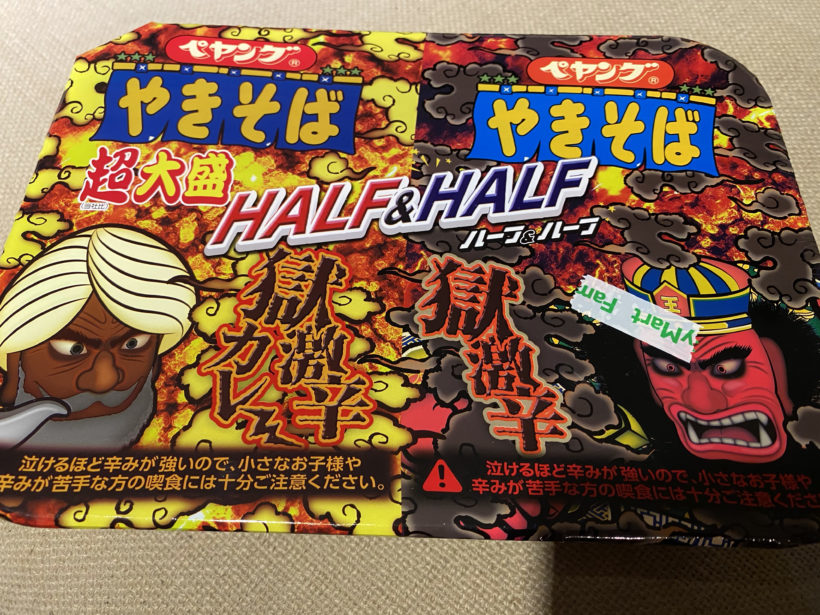 ペヤング®
やきそば
超大盛
(当社比)
ペヤング®
やきそば
HALF&HALF
ハーフ&ハーフ
獄激辛
カレー
獄激辛
王
yMart Fam
泣けるほど辛みが強いので、小さなお子様や
辛みが苦手な方の喫食には十分ご注意ください。
泣けるほど辛みが強いので、小さなお子様や
辛みが苦手な方の喫食には十分ご注意くださ